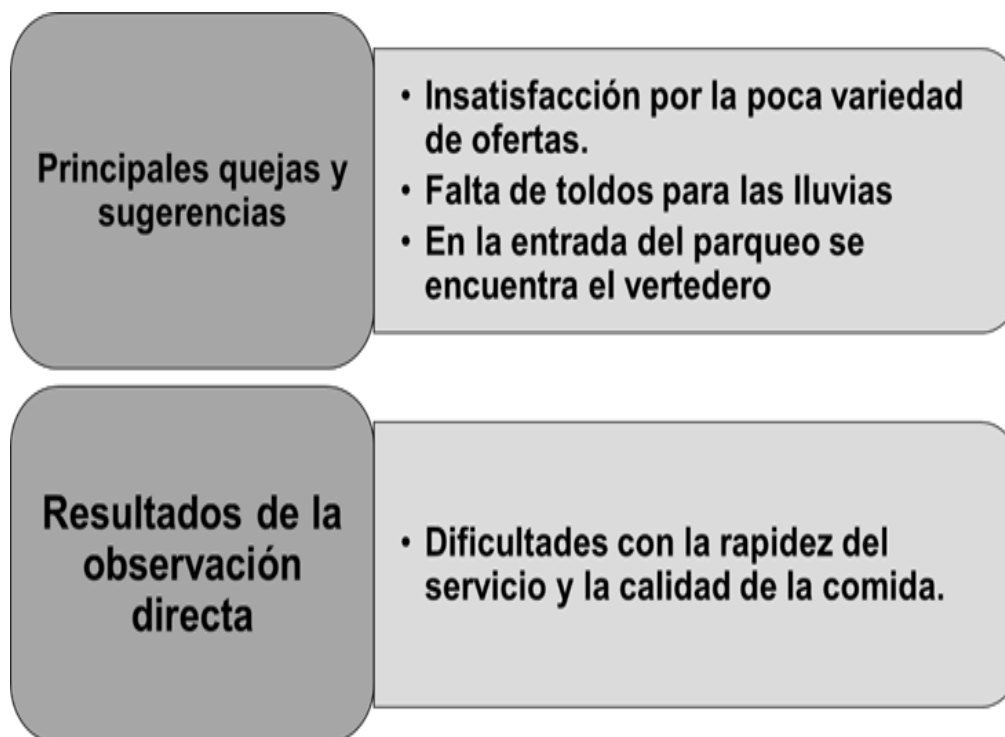 Principales quejas y
sugerencias
• Insatisfacción por la poca variedad
de ofertas.
• Falta de toldos para las lluvias
• En la entrada del parqueo se
encuentra el vertedero
Resultados de la
observación
directa
• Dificultades con la rapidez del
servicio y la calidad de la comida.